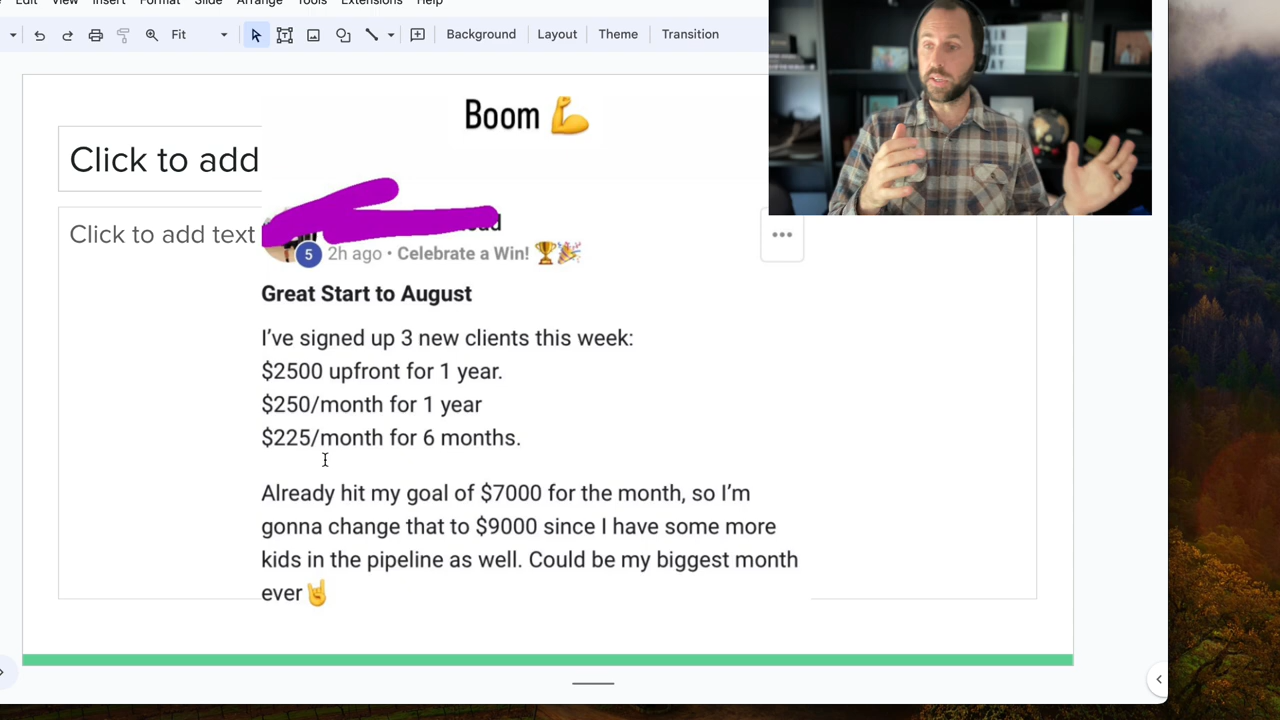 Edit View Insert Format Slide Arrange Tools Extensions Help
Fit Background Layout Theme Transition
Boom 💪
Click to add
Click to add text
5 2h ago • Celebrate a Win! 🏆🎉
Great Start to August
I’ve signed up 3 new clients this week:
$2500 upfront for 1 year.
$250/month for 1 year
$225/month for 6 months.
Already hit my goal of $7000 for the month, so I’m
gonna change that to $9000 since I have some more
kids in the pipeline as well. Could be my biggest month
ever🤘